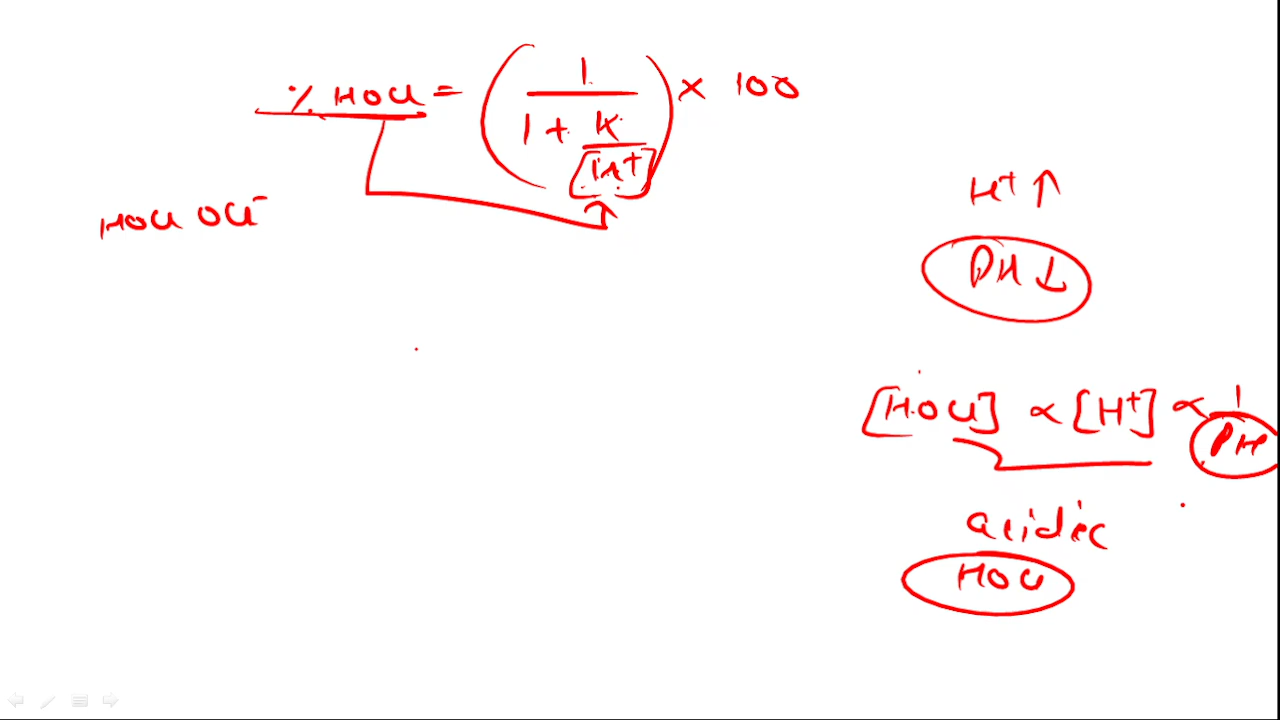 % HOCl = ( 1 / 1 + K / [H+] ) × 100
HOCl OCl-
H+ ↑
PH ↓
[HOCl] ∝ [H+] ∝ 1 / PH
acidic
HOCl